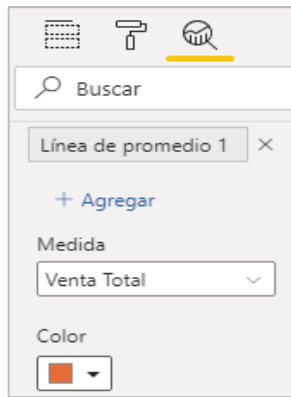 Buscar
Línea de promedio 1 ×
+ Agregar
Medida
Venta Total
Color